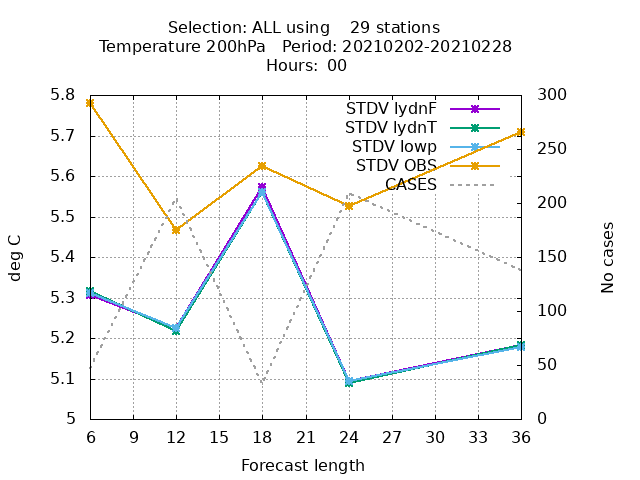 Selection: ALL using    29 stations
Temperature 200hPa   Period: 20210202-20210228
Hours: 00
5.8
5.7
5.6
5.5
5.4
5.3
5.2
5.1
5
deg C
300
250
200
150
100
50
0
No cases
STDV lydnF
STDV lydnT
STDV lowp
STDV OBS
CASES
6 9 12 15 18 21 24 27 30 33 36
Forecast length